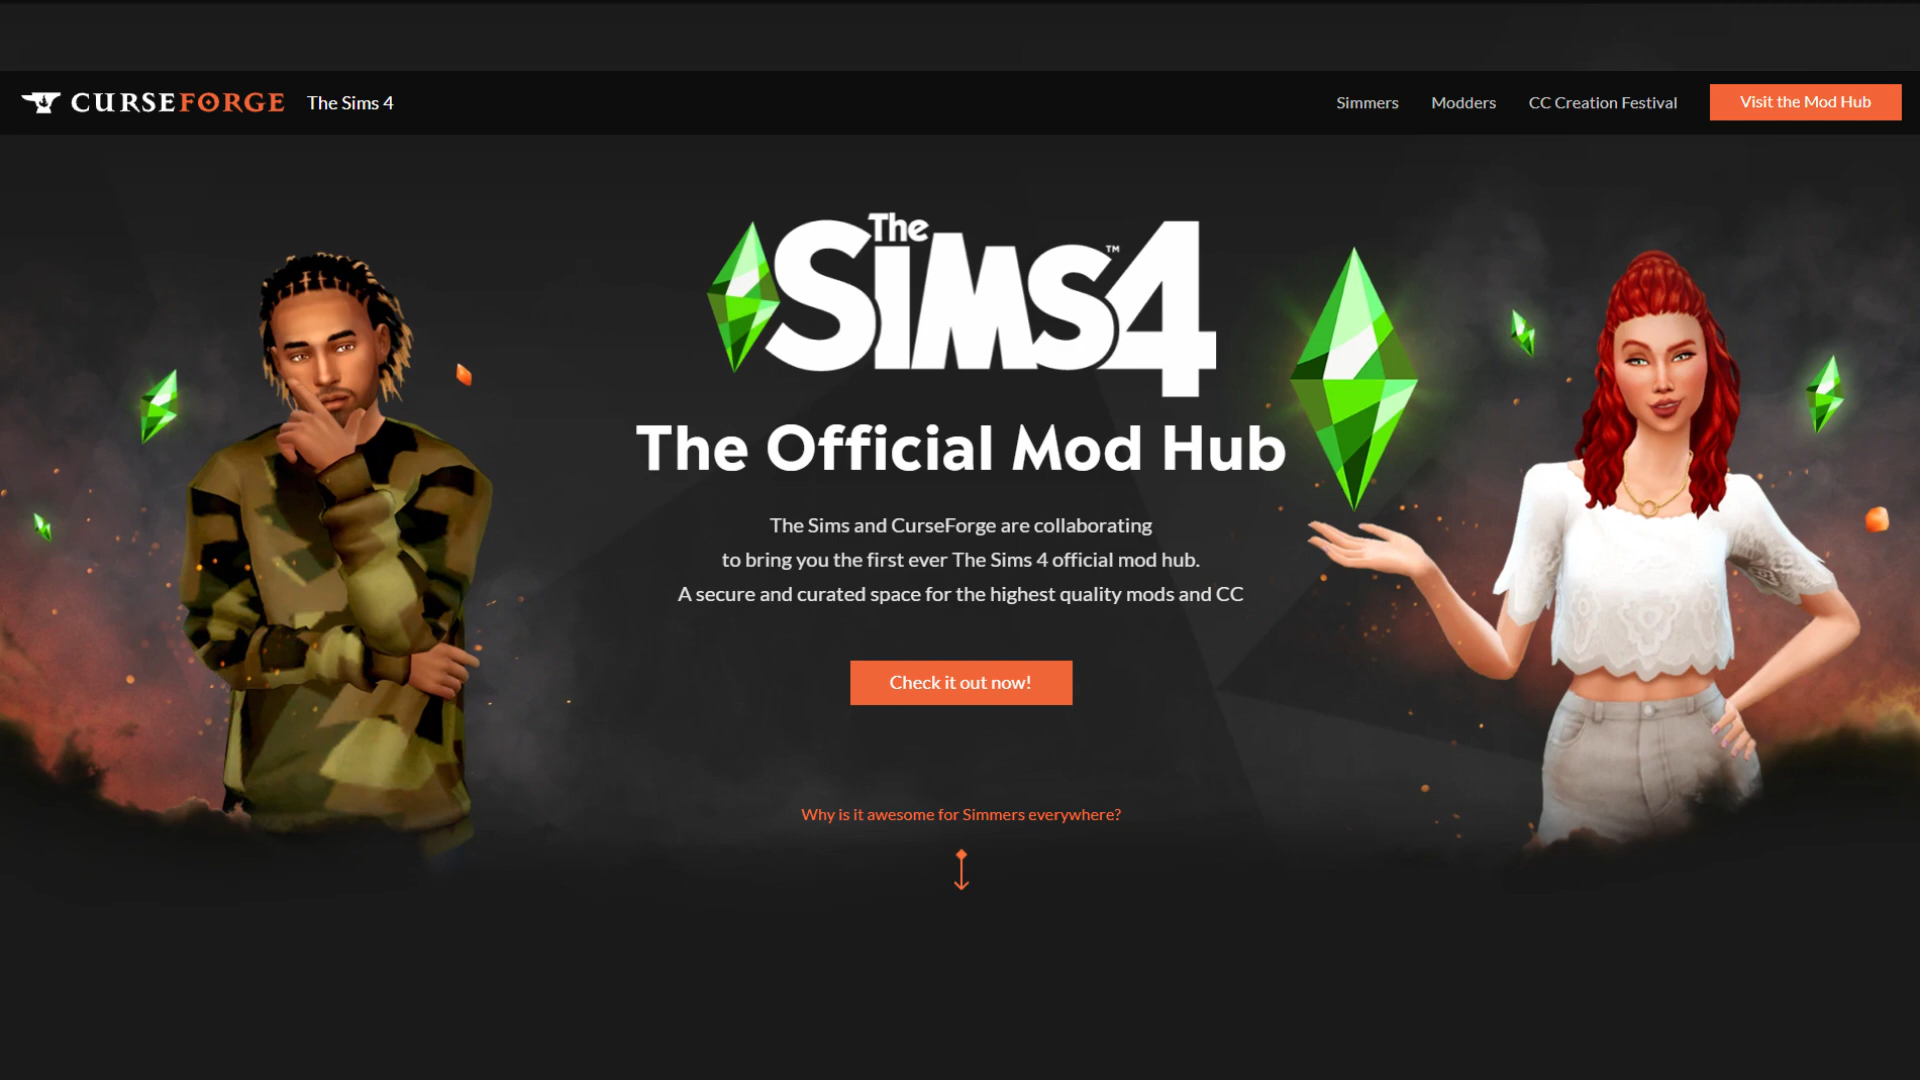 CURSEFORGE The Sims 4
Simmers Modders CC Creation Festival Visit the Mod Hub
The
SiMS4™
The Official Mod Hub
The Sims and CurseForge are collaborating
to bring you the first ever The Sims 4 official mod hub.
A secure and curated space for the highest quality mods and CC
Check it out now!
Why is it awesome for Simmers everywhere?